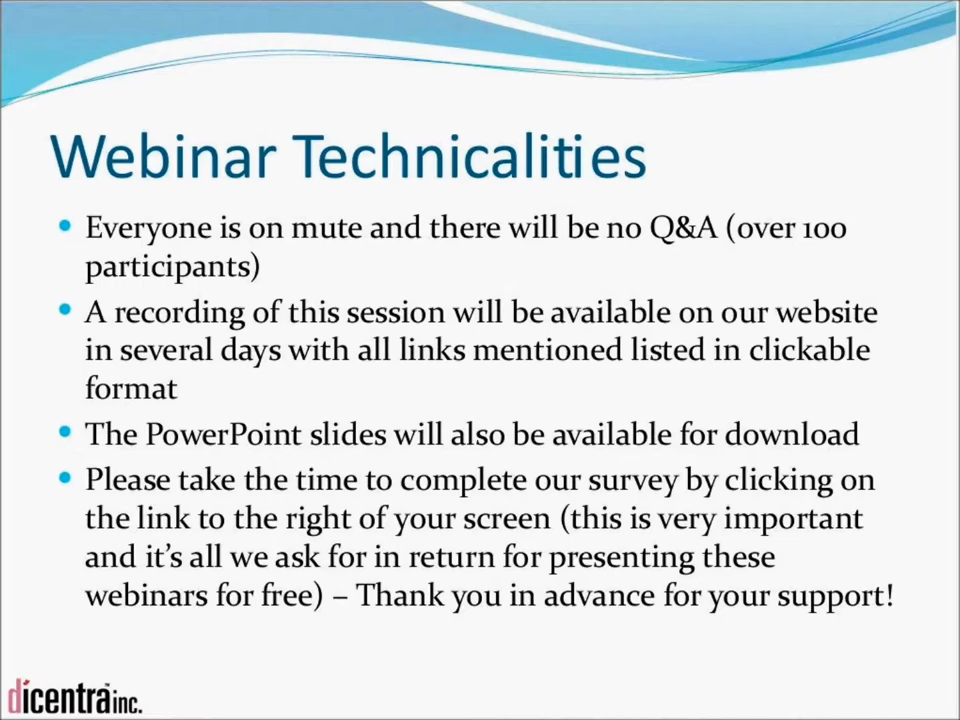 Webinar Technicalities
• Everyone is on mute and there will be no Q&A (over 100
participants)
• A recording of this session will be available on our website
in several days with all links mentioned listed in clickable
format
• The PowerPoint slides will also be available for download
• Please take the time to complete our survey by clicking on
the link to the right of your screen (this is very important
and it’s all we ask for in return for presenting these
webinars for free) – Thank you in advance for your support!
dicentra™ inc.